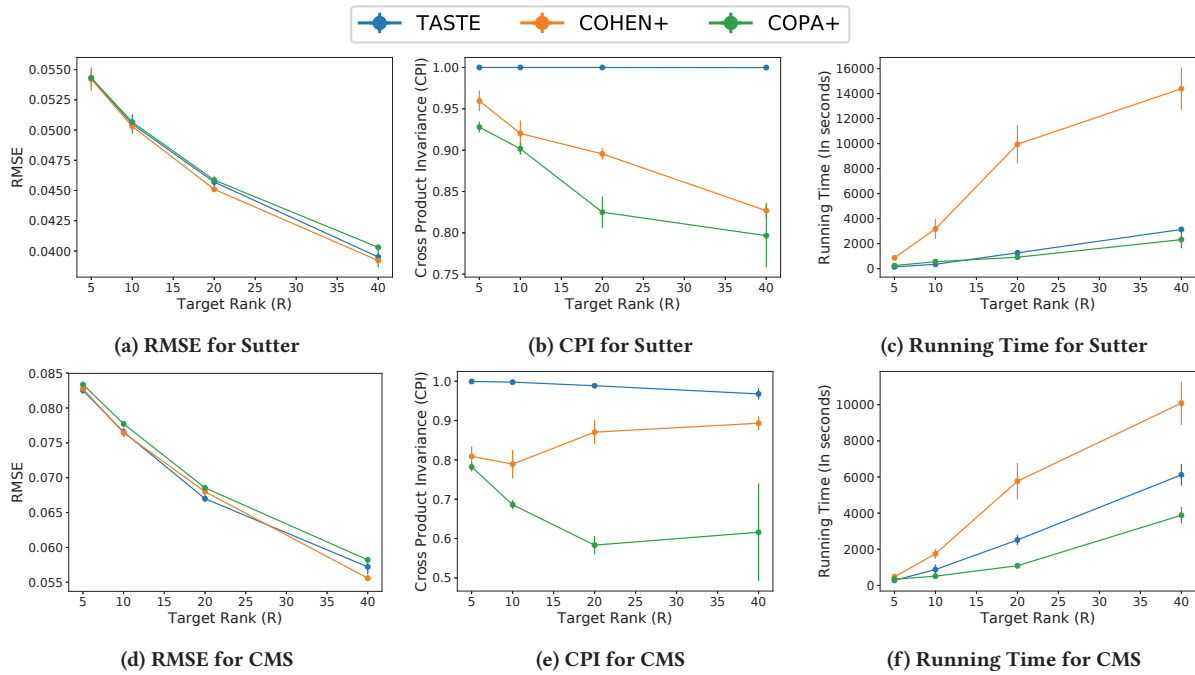 TASTE COHEN+ COPA+
RMSE
0.0550
0.0525
0.0500
0.0475
0.0450
0.0425
0.0400
5 10 15 20 25 30 35 40
Target Rank (R)
(a) RMSE for Sutter
Cross Product Invariance (CPI)
1.00
0.95
0.90
0.85
0.80
0.75
5 10 15 20 25 30 35 40
Target Rank (R)
(b) CPI for Sutter
Running Time (In seconds)
16000
14000
12000
10000
8000
6000
4000
2000
0
5 10 15 20 25 30 35 40
Target Rank (R)
(c) Running Time for Sutter
RMSE
0.085
0.080
0.075
0.070
0.065
0.060
0.055
5 10 15 20 25 30 35 40
Target Rank (R)
(d) RMSE for CMS
Cross Product Invariance (CPI)
1.0
0.9
0.8
0.7
0.6
0.5
5 10 15 20 25 30 35 40
Target Rank (R)
(e) CPI for CMS
Running Time (In seconds)
10000
8000
6000
4000
2000
0
5 10 15 20 25 30 35 40
Target Rank (R)
(f) Running Time for CMS